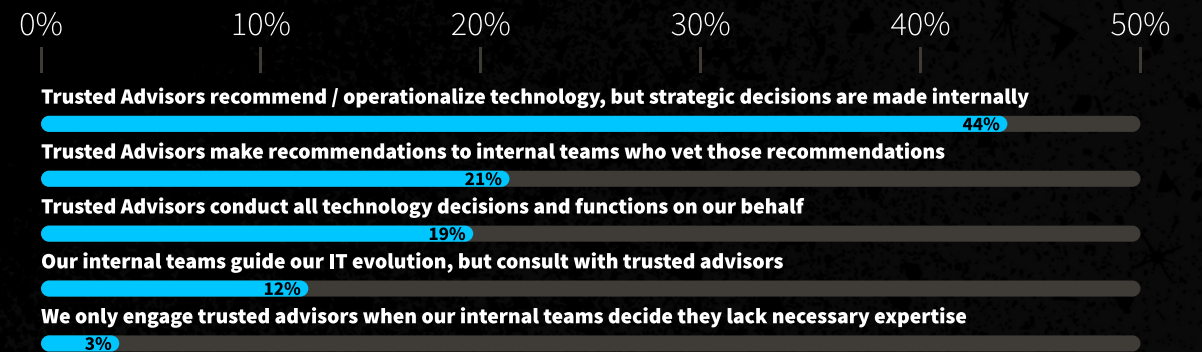 0% 10% 20% 30% 40% 50%
Trusted Advisors recommend / operationalize technology, but strategic decisions are made internally
44%
Trusted Advisors make recommendations to internal teams who vet those recommendations
21%
Trusted Advisors conduct all technology decisions and functions on our behalf
19%
Our internal teams guide our IT evolution, but consult with trusted advisors
12%
We only engage trusted advisors when our internal teams decide they lack necessary expertise
3%